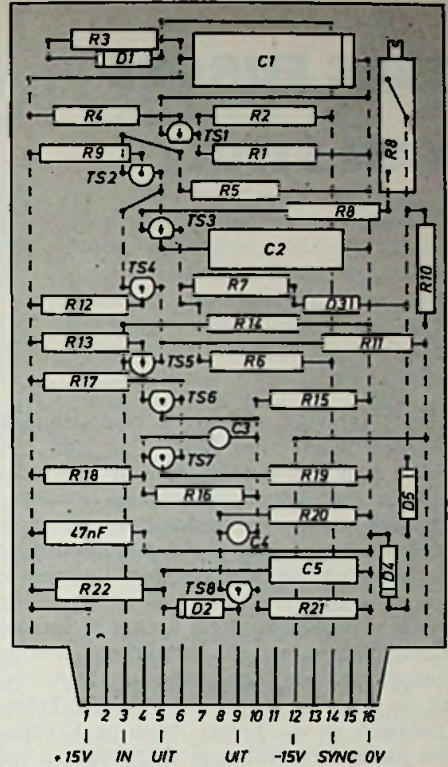 R3
D1
C1
R4
R2
TS1
R9
R1
R8
TS2
R5
R8
TS3
C2
R10
TS4
R7
R12
D31
R14
R13
R11
TS5
R6
R17
TS6
R15
C3
TS7
R18
R19
D5
R16
R20
47nF
C4
C5
D4
R22
TS8
D2
R21
1 2 3 4 5 6 7 8 9 10 11 12 13 14 15 16
+15V IN UIT UIT -15V SYNC 0V